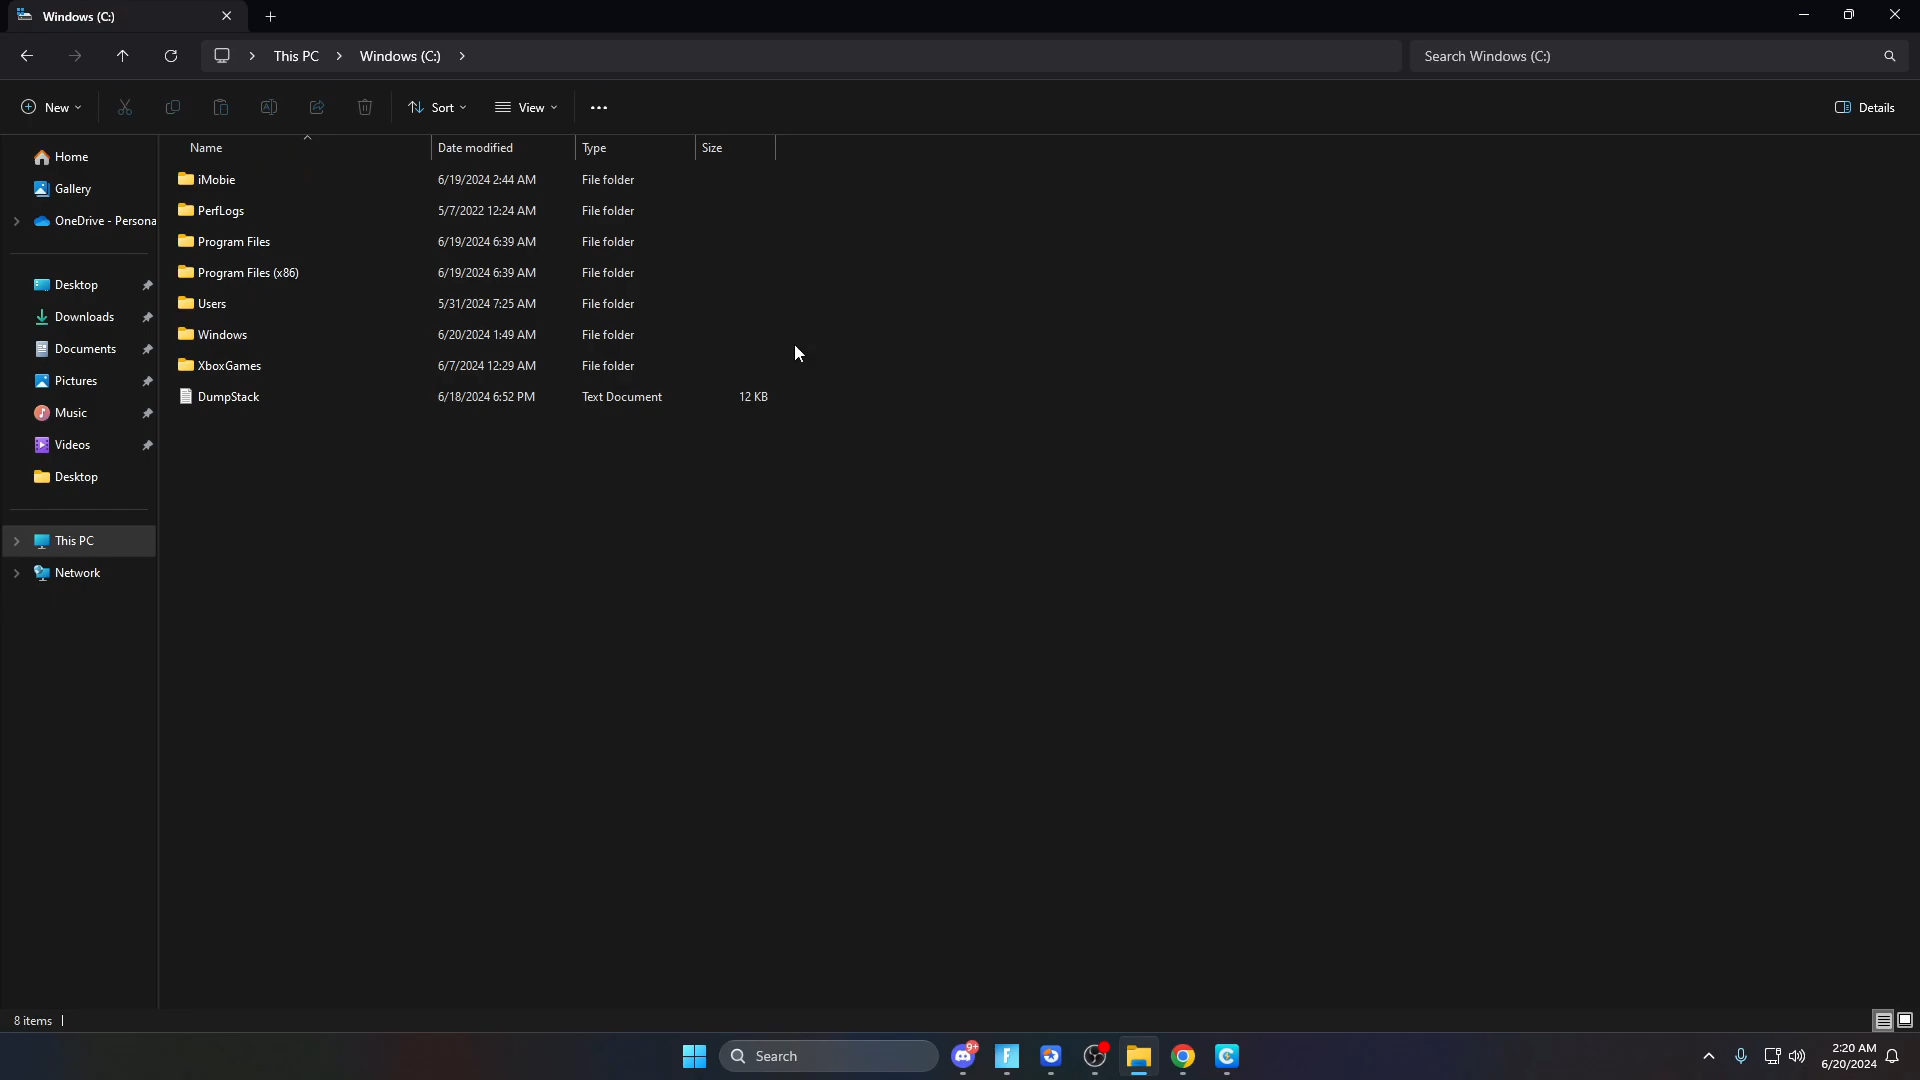 Windows (C:)
This PC > Windows (C:) >
Search Windows (C:)
New
Sort
View
Details
Name Date modified Type Size
Home
Gallery
OneDrive - Persona
Desktop
Downloads
Documents
Pictures
Music
Videos
Desktop
This PC
Network
iMobie 6/19/2024 2:44 AM File folder
PerfLogs 5/7/2022 12:24 AM File folder
Program Files 6/19/2024 6:39 AM File folder
Program Files (x86) 6/19/2024 6:39 AM File folder
Users 5/31/2024 7:25 AM File folder
Windows 6/20/2024 1:49 AM File folder
XboxGames 6/7/2024 12:29 AM File folder
DumpStack 6/18/2024 6:52 PM Text Document 12 KB
8 items
Search
9+
2:20 AM
6/20/2024